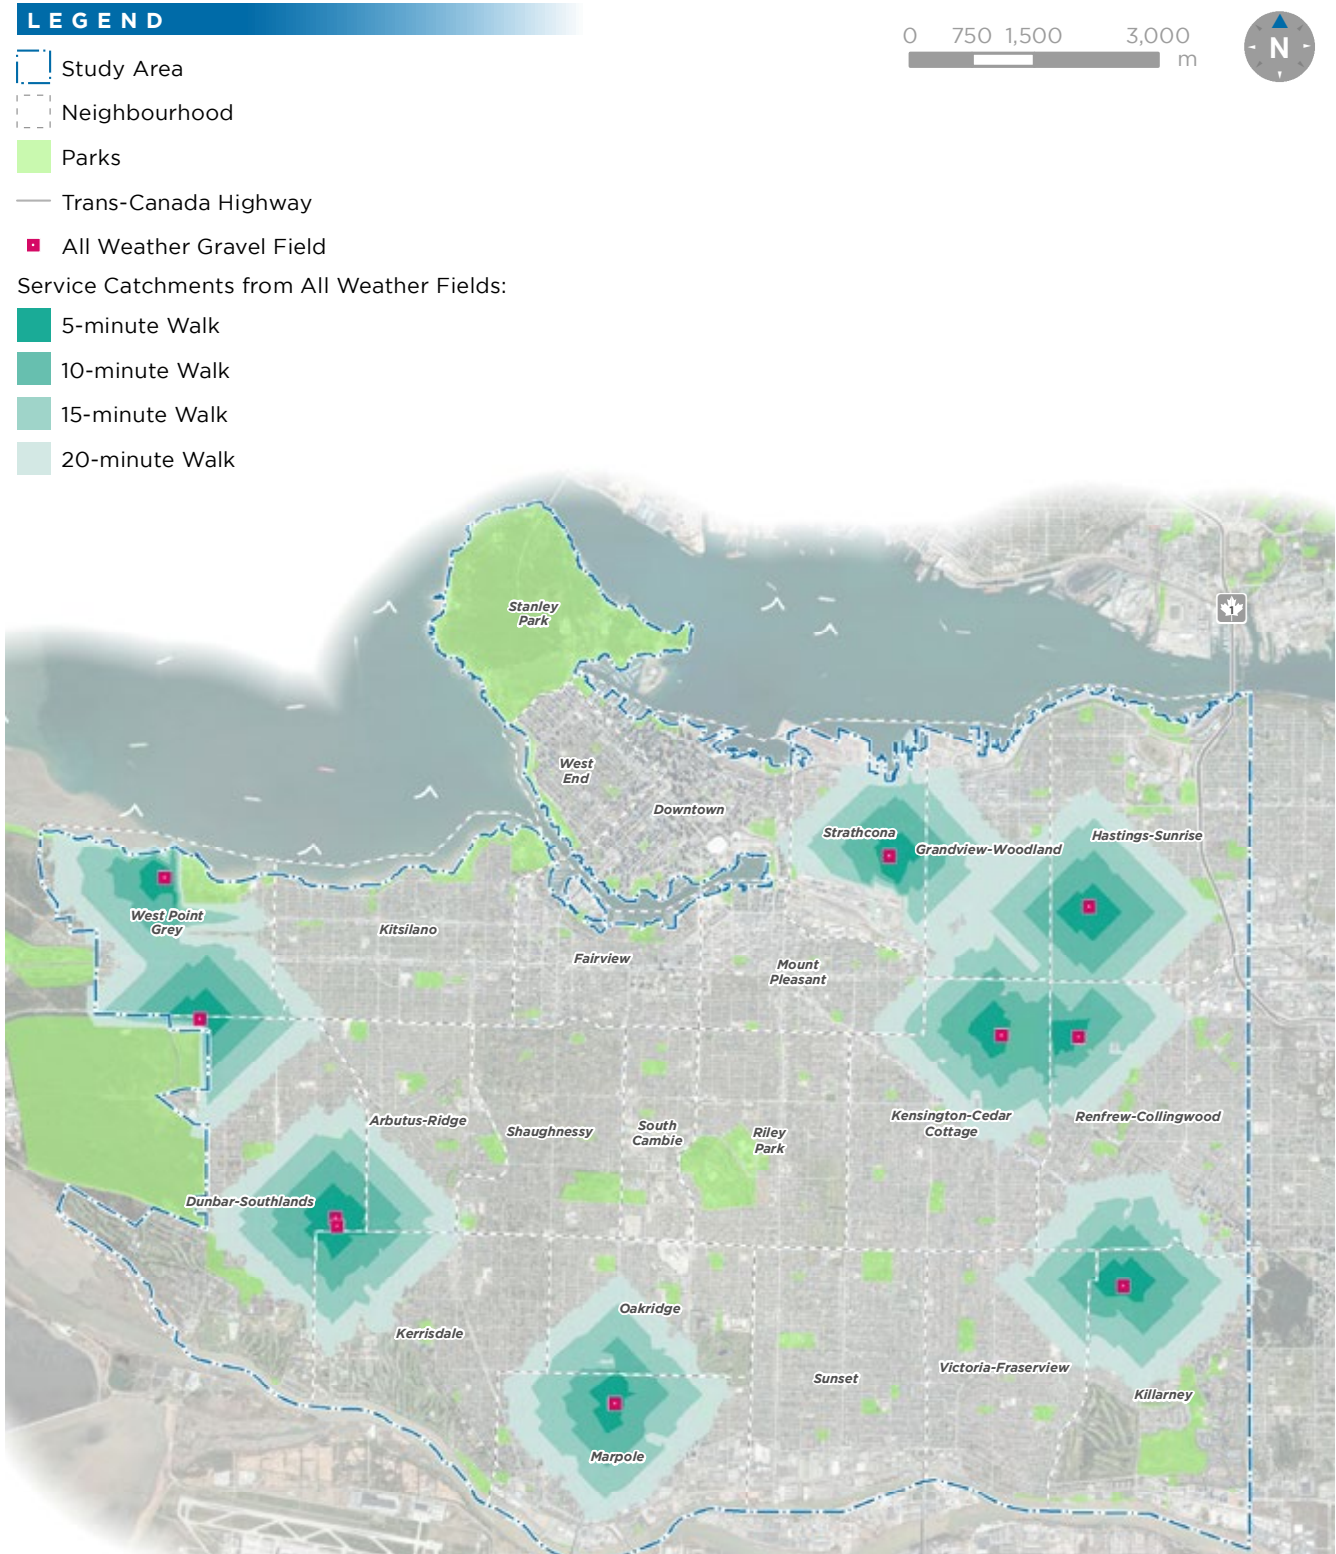 LEGEND
Study Area
Neighbourhood
Parks
Trans-Canada Highway
All Weather Gravel Field
Service Catchments from All Weather Fields:
5-minute Walk
10-minute Walk
15-minute Walk
20-minute Walk
0 750 1,500 3,000
m
N
Stanley
Park
1
West
End
Downtown
Strathcona
Grandview-Woodland
Hastings-Sunrise
West Point
Grey
Kitsilano
Fairview
Mount
Pleasant
Arbutus-Ridge
Shaughnessy
South
Cambie
Riley
Park
Kensington-Cedar
Cottage
Renfrew-Collingwood
Dunbar-Southlands
Oakridge
Kerrisdale
Sunset
Victoria-Fraserview
Killarney
Marpole